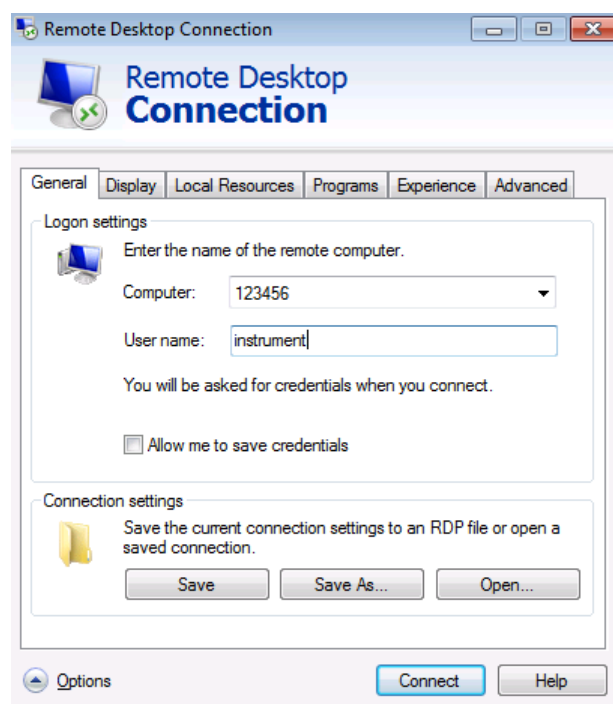 Remote Desktop Connection
Remote Desktop
Connection
General Display Local Resources Programs Experience Advanced
Logon settings
Enter the name of the remote computer.
Computer: 123456
User name: instrument
You will be asked for credentials when you connect.
Allow me to save credentials
Connection settings
Save the current connection settings to an RDP file or open a
saved connection.
Save Save As... Open...
Options Connect Help